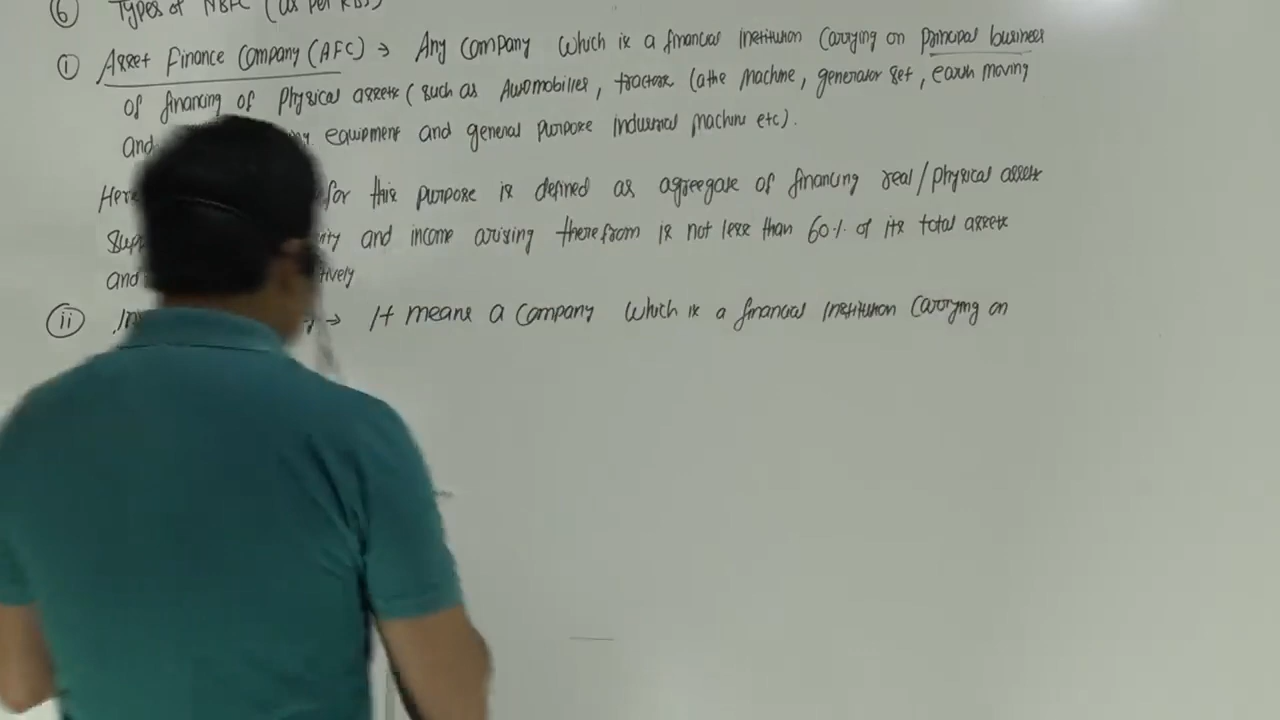 ⑥ Types of NBFC (as per RBI)
(i) Asset Finance Company (AFC) → Any Company which is a financial institution carrying on principal business
of financing of physical assets (such as Automobiles, tractors, lathe machine, generator set, earth moving
and equipment and general purpose industrial machine etc).
Here for this purpose is defined as aggregate of financing real/physical assets
Supp and income arising therefrom is not less than 60% of its total assets
and
(ii) In → It means a Company which is a financial institution carrying on